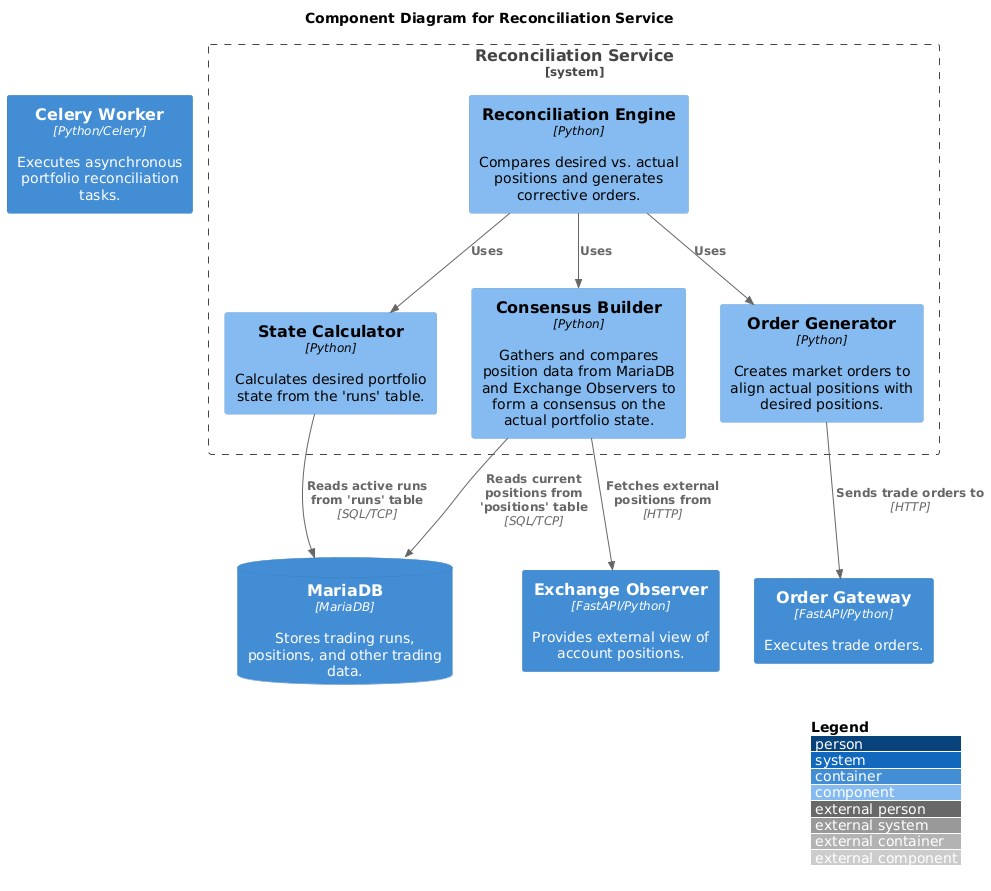 Component Diagram for Reconciliation Service
Reconciliation Service
[system]
Celery Worker
[Python/Celery]
Executes asynchronous
portfolio reconciliation
tasks.
Reconciliation Engine
[Python]
Compares desired vs. actual
positions and generates
corrective orders.
Uses
Uses
Uses
State Calculator
[Python]
Calculates desired portfolio
state from the 'runs' table.
Consensus Builder
[Python]
Gathers and compares
position data from MariaDB
and Exchange Observers to
form a consensus on the
actual portfolio state.
Order Generator
[Python]
Creates market orders to
align actual positions with
desired positions.
Reads active runs
from 'runs' table
[SQL/TCP]
Reads current
positions from
'positions' table
[SQL/TCP]
Fetches external
positions from
[HTTP]
Sends trade orders to
[HTTP]
MariaDB
[MariaDB]
Stores trading runs,
positions, and other trading
data.
Exchange Observer
[FastAPI/Python]
Provides external view of
account positions.
Order Gateway
[FastAPI/Python]
Executes trade orders.
Legend
person
system
container
component
external person
external system
external container
external component